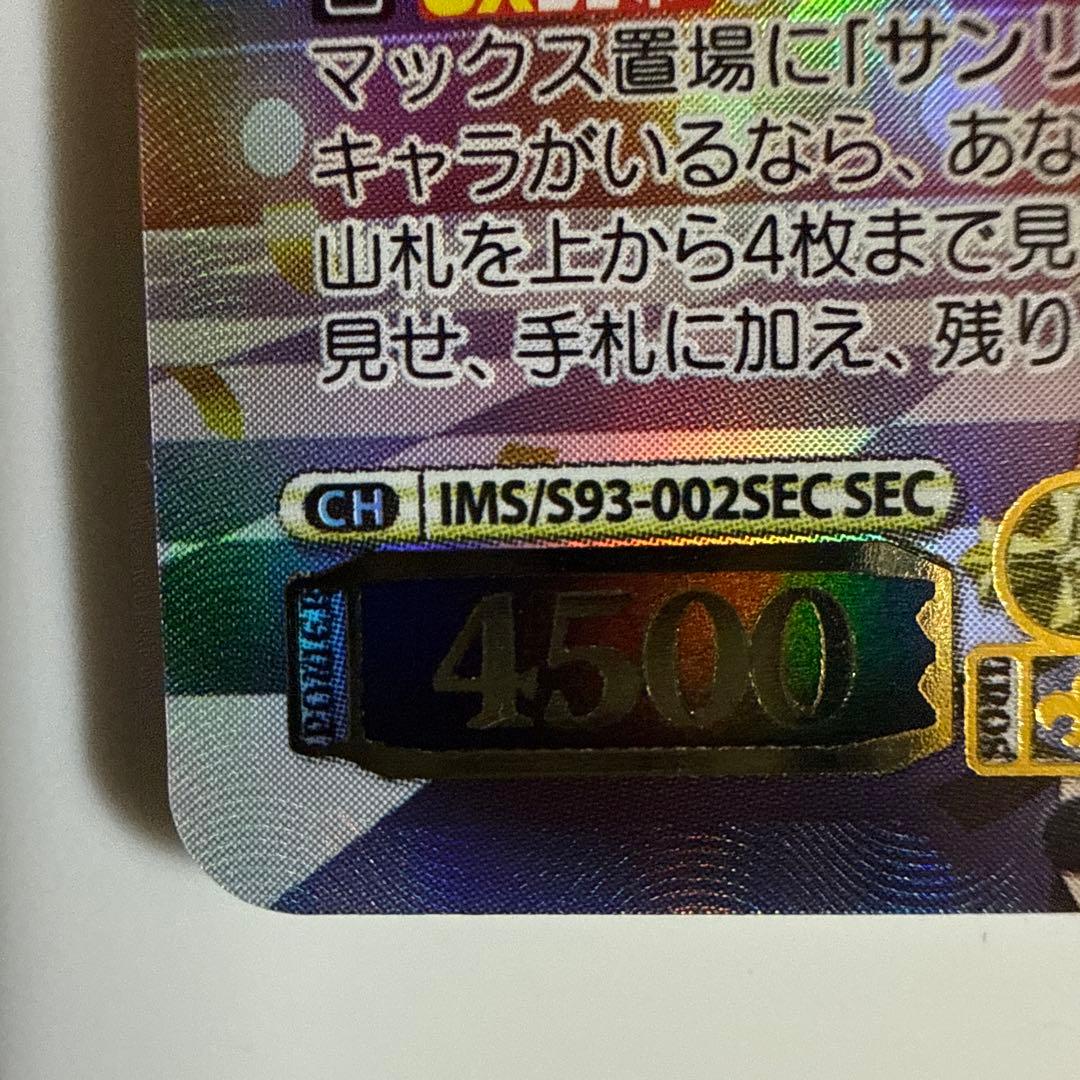 マックス置場に「サンリ
キャラがいるなら、あな
山札を上から4枚まで見
見せ、手札に加え、残り
CH IMS/S93-002SEC SEC
4500